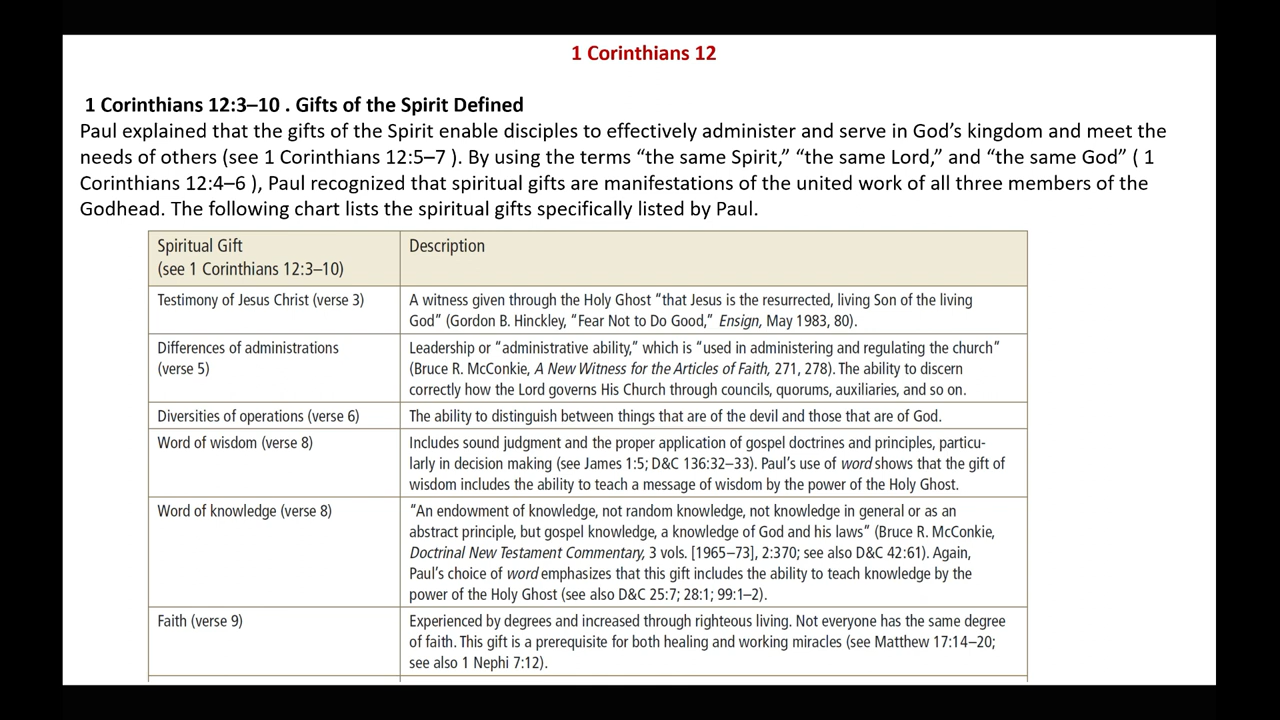 1 Corinthians 12
1 Corinthians 12:3–10 . Gifts of the Spirit Defined
Paul explained that the gifts of the Spirit enable disciples to effectively administer and serve in God’s kingdom and meet the
needs of others (see 1 Corinthians 12:5–7 ). By using the terms “the same Spirit,” “the same Lord,” and “the same God” ( 1
Corinthians 12:4–6 ), Paul recognized that spiritual gifts are manifestations of the united work of all three members of the
Godhead. The following chart lists the spiritual gifts specifically listed by Paul.
Spiritual Gift
(see 1 Corinthians 12:3–10)
Description
Testimony of Jesus Christ (verse 3)
A witness given through the Holy Ghost “that Jesus is the resurrected, living Son of the living
God” (Gordon B. Hinckley, “Fear Not to Do Good,” Ensign, May 1983, 80).
Differences of administrations
(verse 5)
Leadership or “administrative ability,” which is “used in administering and regulating the church”
(Bruce R. McConkie, A New Witness for the Articles of Faith, 271, 278). The ability to discern
correctly how the Lord governs His Church through councils, quorums, auxiliaries, and so on.
Diversities of operations (verse 6)
The ability to distinguish between things that are of the devil and those that are of God.
Word of wisdom (verse 8)
Includes sound judgment and the proper application of gospel doctrines and principles, particu-
larly in decision making (see James 1:5; D&C 136:32–33). Paul’s use of word shows that the gift of
wisdom includes the ability to teach a message of wisdom by the power of the Holy Ghost.
Word of knowledge (verse 8)
“An endowment of knowledge, not random knowledge, not knowledge in general or as an
abstract principle, but gospel knowledge, a knowledge of God and his laws” (Bruce R. McConkie,
Doctrinal New Testament Commentary, 3 vols. [1965–73], 2:370; see also D&C 42:61). Again,
Paul’s choice of word emphasizes that this gift includes the ability to teach knowledge by the
power of the Holy Ghost (see also D&C 25:7; 28:1; 99:1–2).
Faith (verse 9)
Experienced by degrees and increased through righteous living. Not everyone has the same degree
of faith. This gift is a prerequisite for both healing and working miracles (see Matthew 17:14–20;
see also 1 Nephi 7:12).